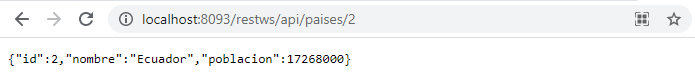 localhost:8093/restws/api/paises/2
{"id":2,"nombre":"Ecuador","poblacion":17268000}